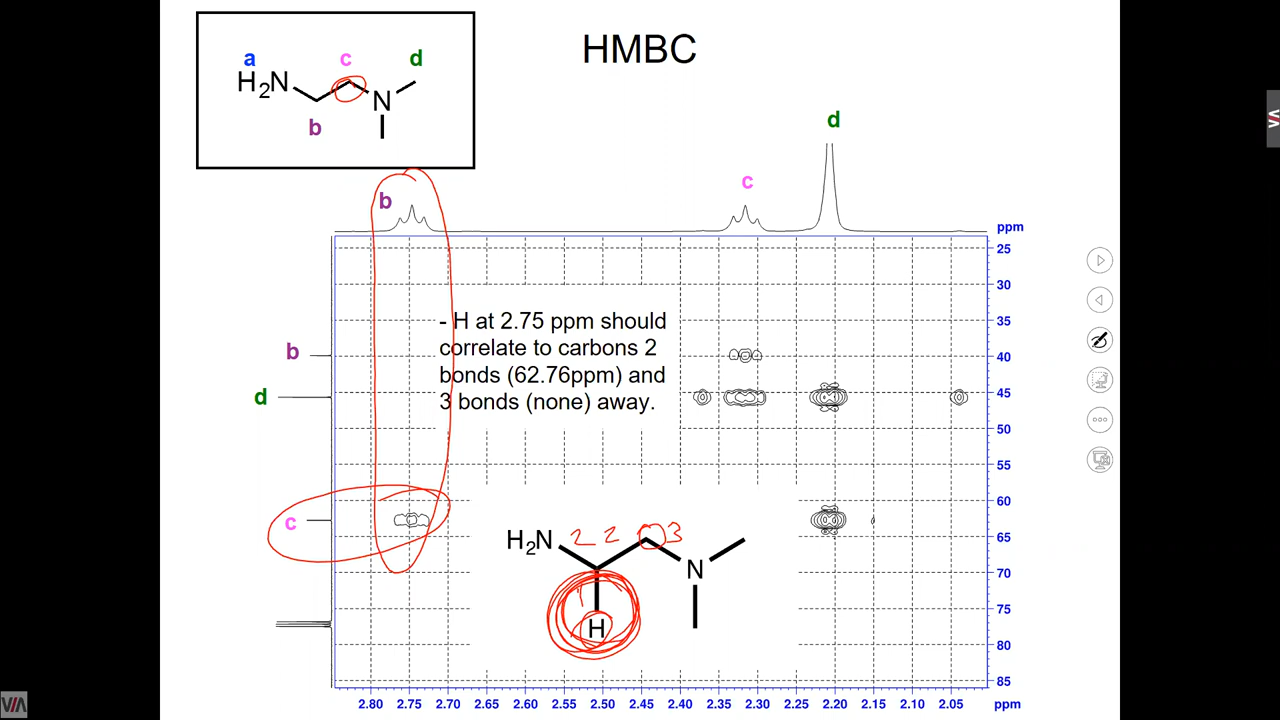 HMBC
a
c
d
H2N
N
b
d
c
b
ppm
25
30
35
40
45
50
55
60
65
70
75
80
85
b
d
c
- H at 2.75 ppm should
correlate to carbons 2
bonds (62.76ppm) and
3 bonds (none) away.
H2N
2 2 3
N
1
H
2.80 2.75 2.70 2.65 2.60 2.55 2.50 2.45 2.40 2.35 2.30 2.25 2.20 2.15 2.10 2.05 ppm
VIA